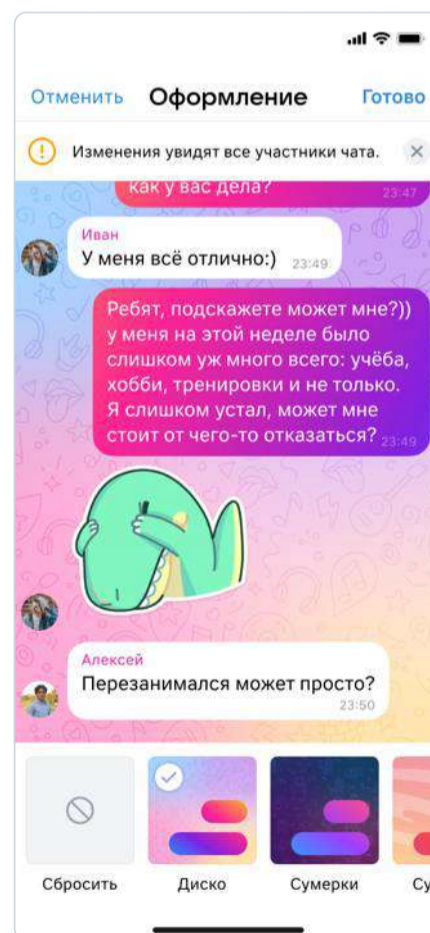 Отменить Оформление Готово
Изменения увидят все участники чата.
как у вас дела?
23:47
Иван
У меня всё отлично:) 23:49
Ребят, подскажете может мне?))
у меня на этой неделе было
слишком уж много всего: учёба,
хобби, тренировки и не только.
Я слишком устал, может мне
стоит от чего-то отказаться? 23:49
Алексей
Перезанимался может просто?
23:50
Сбросить Диско Сумерки Су